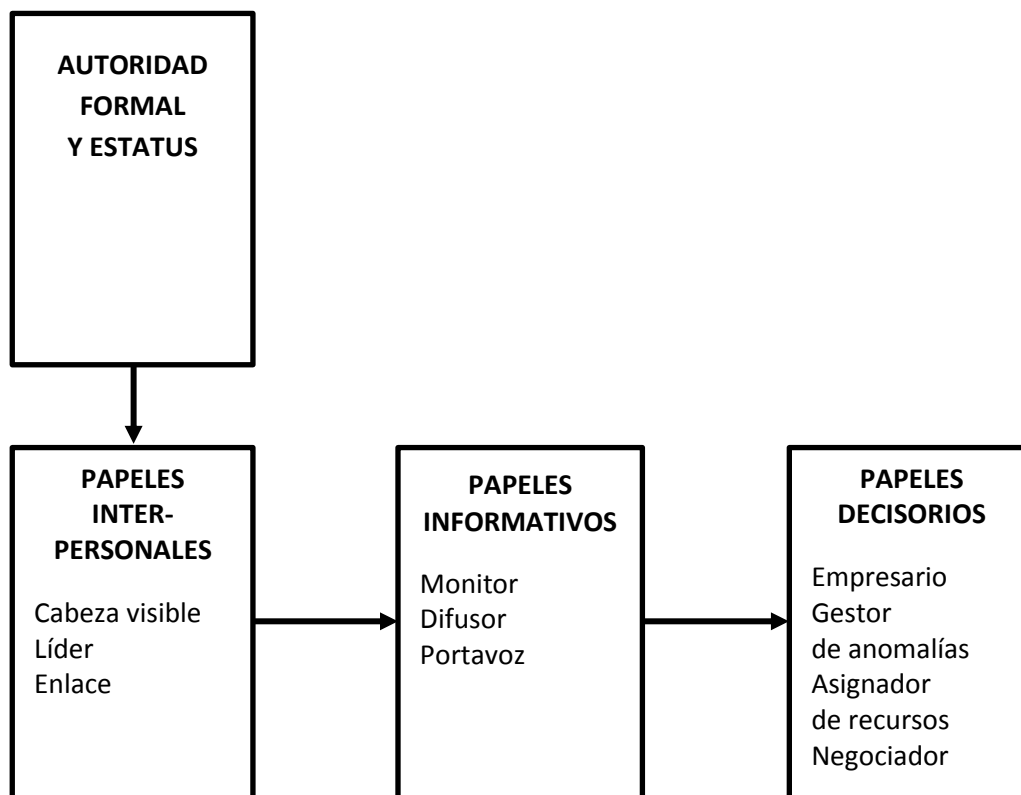 AUTORIDAD
FORMAL
Y ESTATUS
PAPELES
INTER-
PERSONALES
Cabeza visible
Líder
Enlace
PAPELES
INFORMATIVOS
Monitor
Difusor
Portavoz
PAPELES
DECISORIOS
Empresario
Gestor
de anomalías
Asignador
de recursos
Negociador